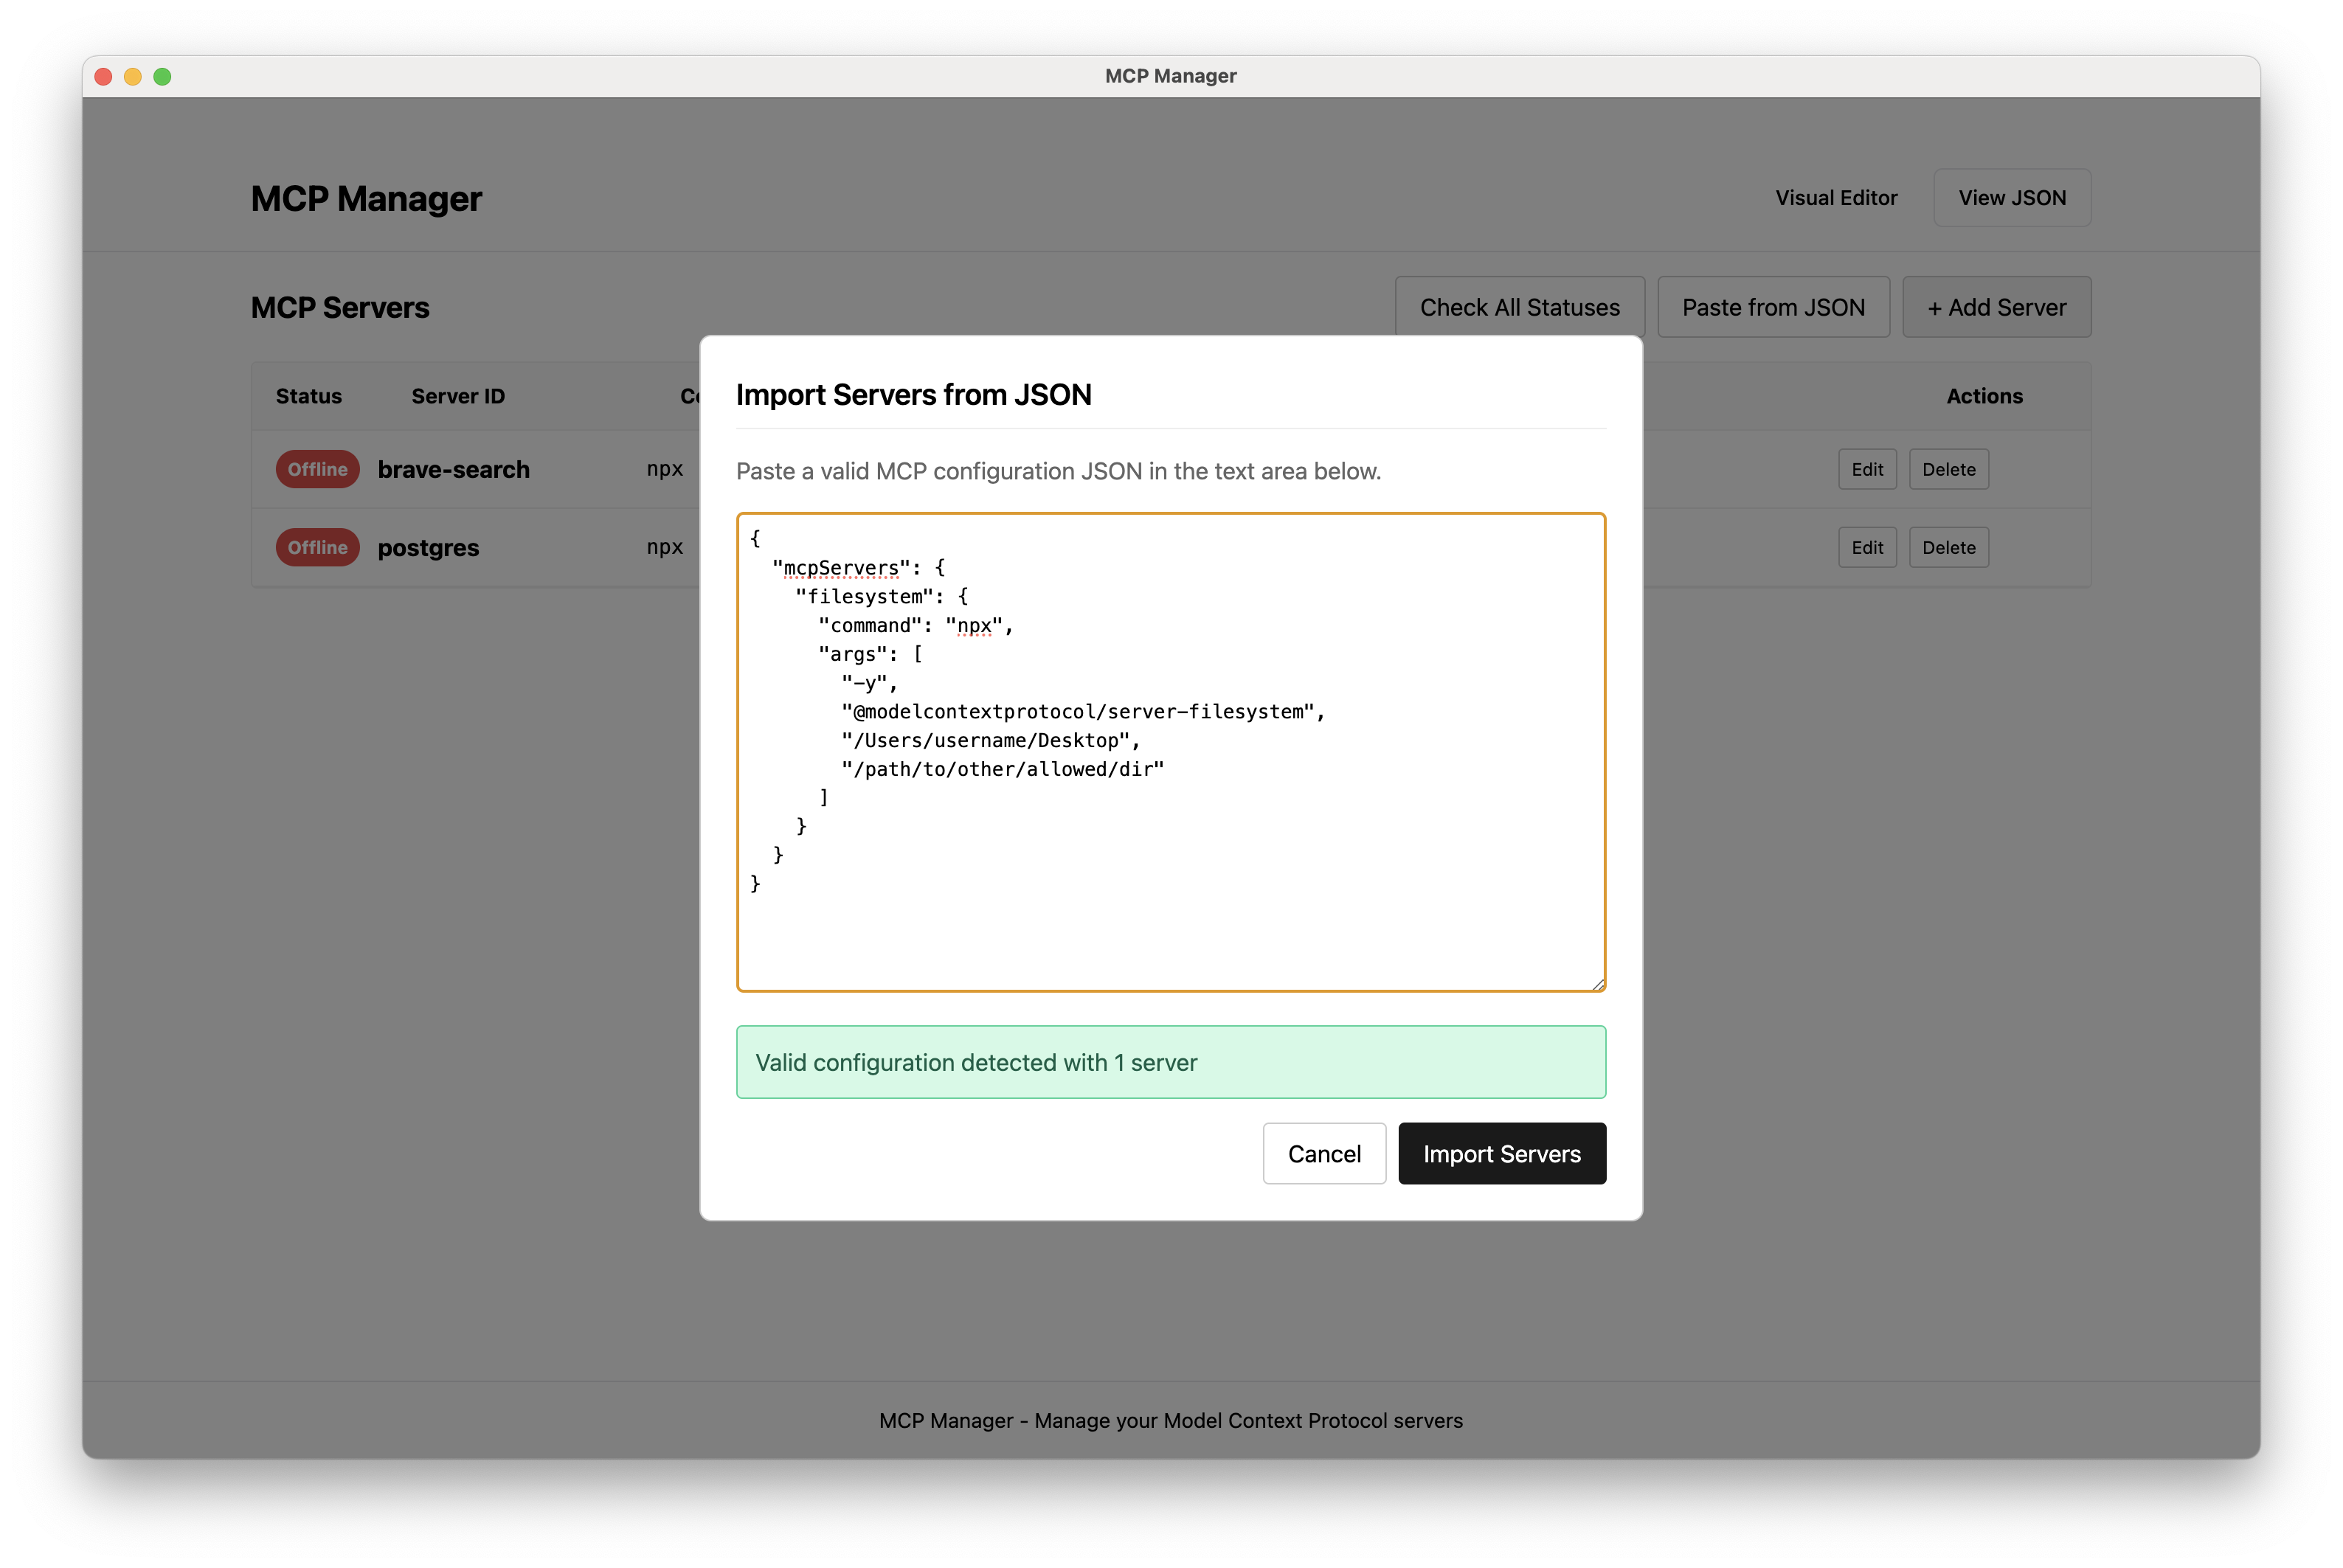 MCP Manager
MCP Manager
Visual Editor
View JSON
MCP Servers
Check All Statuses
Paste from JSON
+ Add Server
Status
Server ID
Actions
Offline
brave-search
npx
Edit
Delete
Offline
postgres
npx
Edit
Delete
Import Servers from JSON
Paste a valid MCP configuration JSON in the text area below.
{
  "mcpServers": {
    "filesystem": {
      "command": "npx",
      "args": [
        "-y",
        "@modelcontextprotocol/server-filesystem",
        "/Users/username/Desktop",
        "/path/to/other/allowed/dir"
      ]
    }
  }
}
Valid configuration detected with 1 server
Cancel
Import Servers
MCP Manager - Manage your Model Context Protocol servers